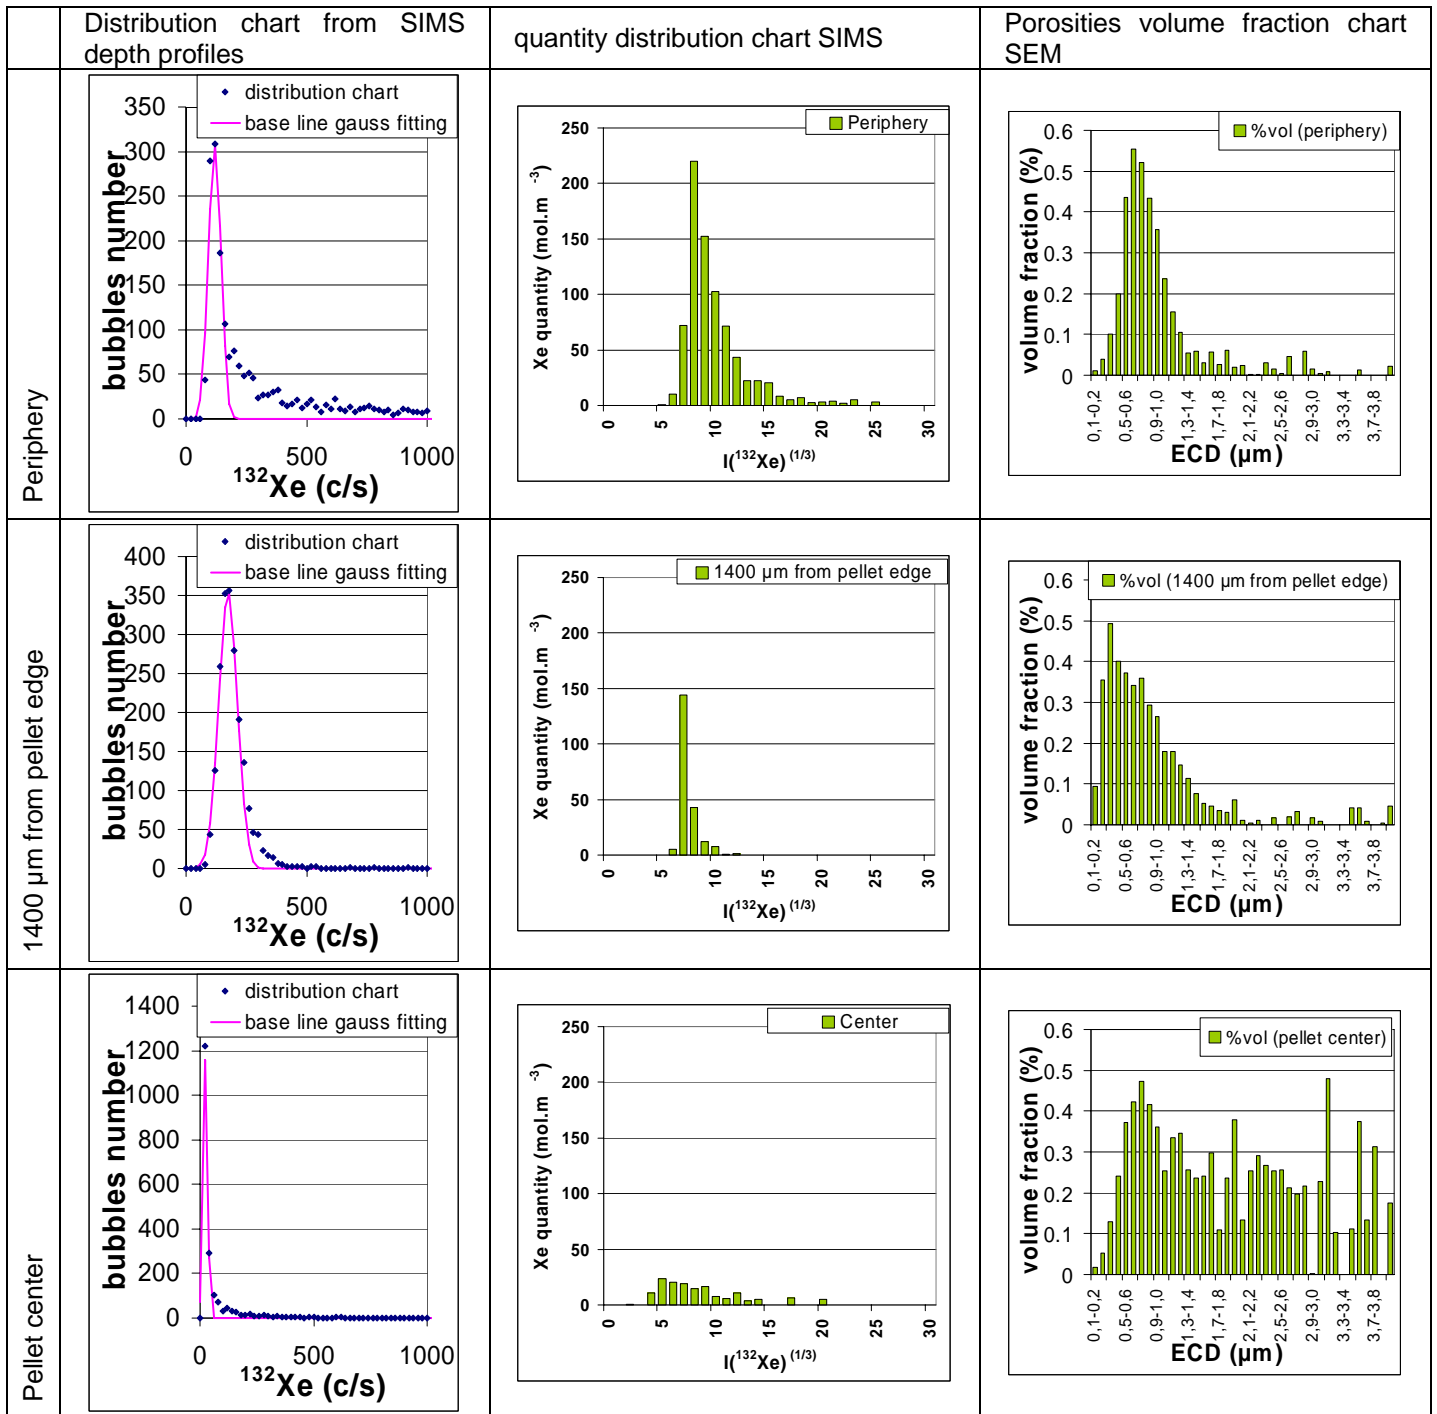 Distribution chart from SIMS
depth profiles
quantity distribution chart SIMS
Porosities volume fraction chart
SEM
Periphery
distribution chart
base line gauss fitting
bubbles number
350
300
250
200
150
100
50
0
0 500 1000
132Xe (c/s)
Periphery
Xe quantity (mol.m -3)
250
200
150
100
50
0
0 5 10 15 20 25 30
I(132Xe) (1/3)
%vol (periphery)
volume fraction (%)
0.6
0.5
0.4
0.3
0.2
0.1
0
0,1-0,2 0,5-0,6 0,9-1,0 1,3-1,4 1,7-1,8 2,1-2,2 2,5-2,6 2,9-3,0 3,3-3,4 3,7-3,8
ECD (µm)
1400 µm from pellet edge
distribution chart
base line gauss fitting
bubbles number
400
350
300
250
200
150
100
50
0
0 500 1000
132Xe (c/s)
1400 µm from pellet edge
Xe quantity (mol.m -3)
250
200
150
100
50
0
0 5 10 15 20 25 30
I(132Xe) (1/3)
%vol (1400 µm from pellet edge)
volume fraction (%)
0.6
0.5
0.4
0.3
0.2
0.1
0
0,1-0,2 0,5-0,6 0,9-1,0 1,3-1,4 1,7-1,8 2,1-2,2 2,5-2,6 2,9-3,0 3,3-3,4 3,7-3,8
ECD (µm)
Pellet center
distribution chart
base line gauss fitting
bubbles number
1400
1200
1000
800
600
400
200
0
0 500 1000
132Xe (c/s)
Center
Xe quantity (mol.m -3)
250
200
150
100
50
0
0 5 10 15 20 25 30
I(132Xe) (1/3)
%vol (pellet center)
volume fraction (%)
0.6
0.5
0.4
0.3
0.2
0.1
0
0,1-0,2 0,5-0,6 0,9-1,0 1,3-1,4 1,7-1,8 2,1-2,2 2,5-2,6 2,9-3,0 3,3-3,4 3,7-3,8
ECD (µm)